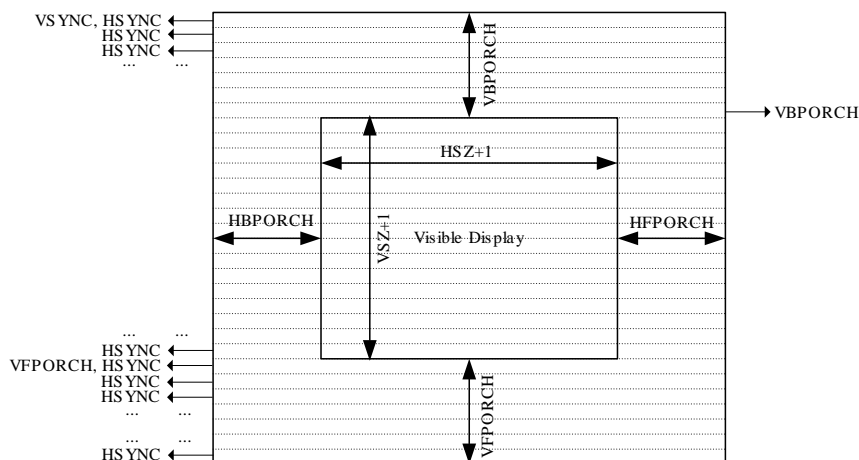 VSYNC, HSYNC
HSYNC
HSYNC
... ...
VBPORCH
VBPORCH
HSZ+1
HBPORCH
VSZ+1
Visible Display
HFPORCH
... ...
HSYNC
VFPORCH, HSYNC
HSYNC
HSYNC
... ...
VFPORCH
... ...
HSYNC